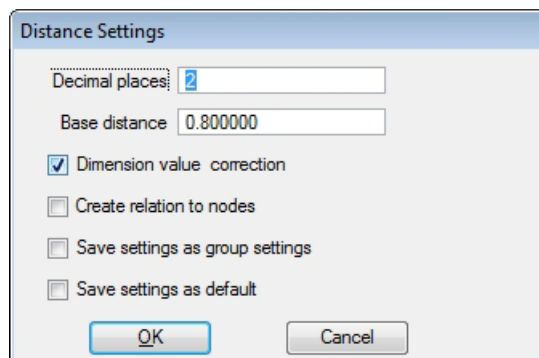 Distance Settings
Decimal places 2
Base distance 0.800000
Dimension value correction
Create relation to nodes
Save settings as group settings
Save settings as default
OK Cancel